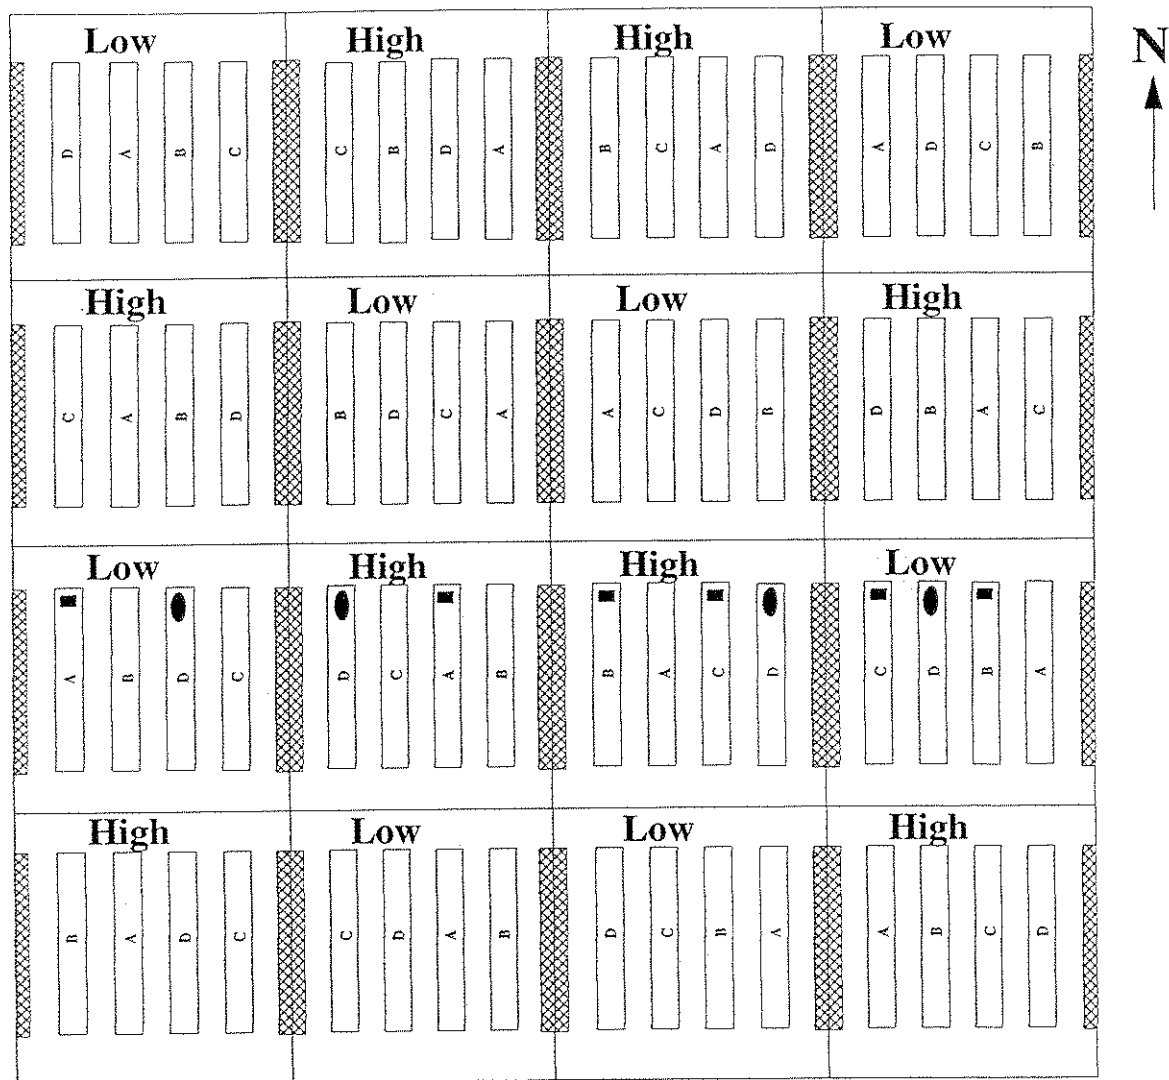 Low High High Low
N
D A B C C B D A B C A D A D C B
High Low Low High
C A B D B D C A A C D B D B A C
Low High High Low
A B D C D C A B B A C D C D B A
High Low Low High
B A D C C D A B D C B A A B C D